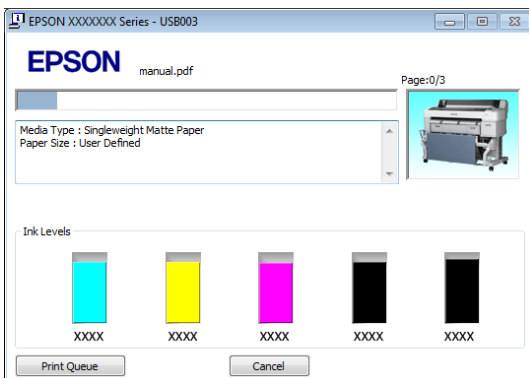 EPSON XXXXXXX Series - USB003
EPSON manual.pdf
Page:0/3
Media Type : Singleweight Matte Paper
Paper Size : User Defined
Ink Levels
XXXX XXXX XXXX XXXX XXXX
Print Queue Cancel